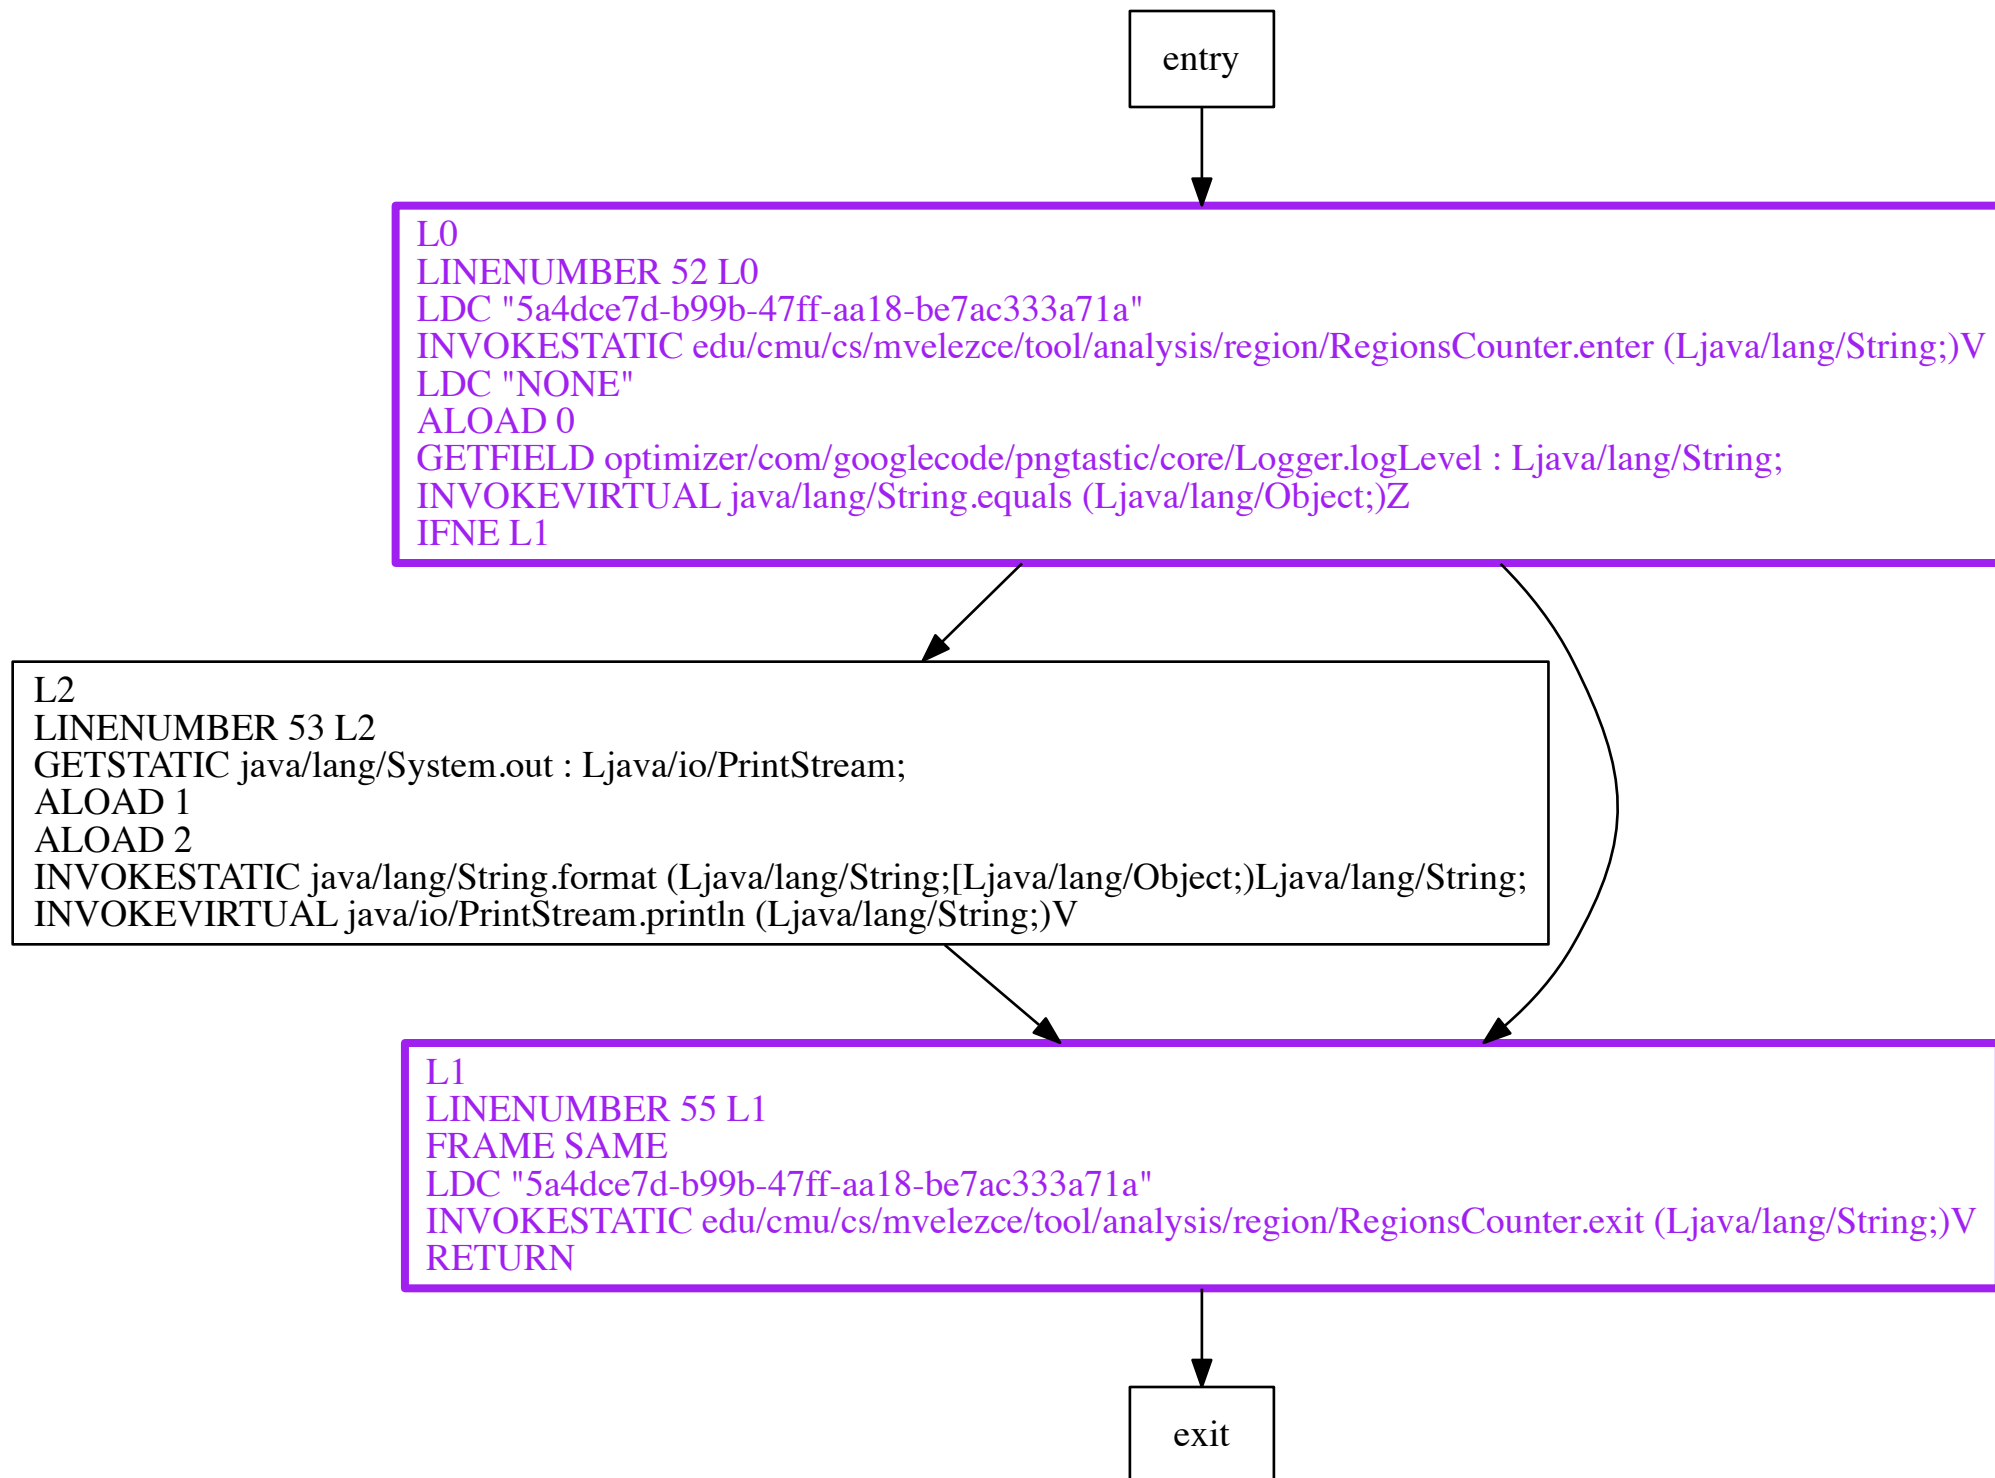 entry
L0
LINENUMBER 52 L0
LDC "5a4dce7d-b99b-47ff-aa18-be7ac333a71a"
INVOKESTATIC edu/cmu/cs/mvelezce/tool/analysis/region/RegionsCounter.enter (Ljava/lang/String;)V
LDC "NONE"
ALOAD 0
GETFIELD optimizer/com/googlecode/pngtastic/core/Logger.logLevel : Ljava/lang/String;
INVOKEVIRTUAL java/lang/String.equals (Ljava/lang/Object;)Z
IFNE L1
L2
LINENUMBER 53 L2
GETSTATIC java/lang/System.out : Ljava/io/PrintStream;
ALOAD 1
ALOAD 2
INVOKESTATIC java/lang/String.format (Ljava/lang/String;[Ljava/lang/Object;)Ljava/lang/String;
INVOKEVIRTUAL java/io/PrintStream.println (Ljava/lang/String;)V
L1
LINENUMBER 55 L1
FRAME SAME
LDC "5a4dce7d-b99b-47ff-aa18-be7ac333a71a"
INVOKESTATIC edu/cmu/cs/mvelezce/tool/analysis/region/RegionsCounter.exit (Ljava/lang/String;)V
RETURN
exit